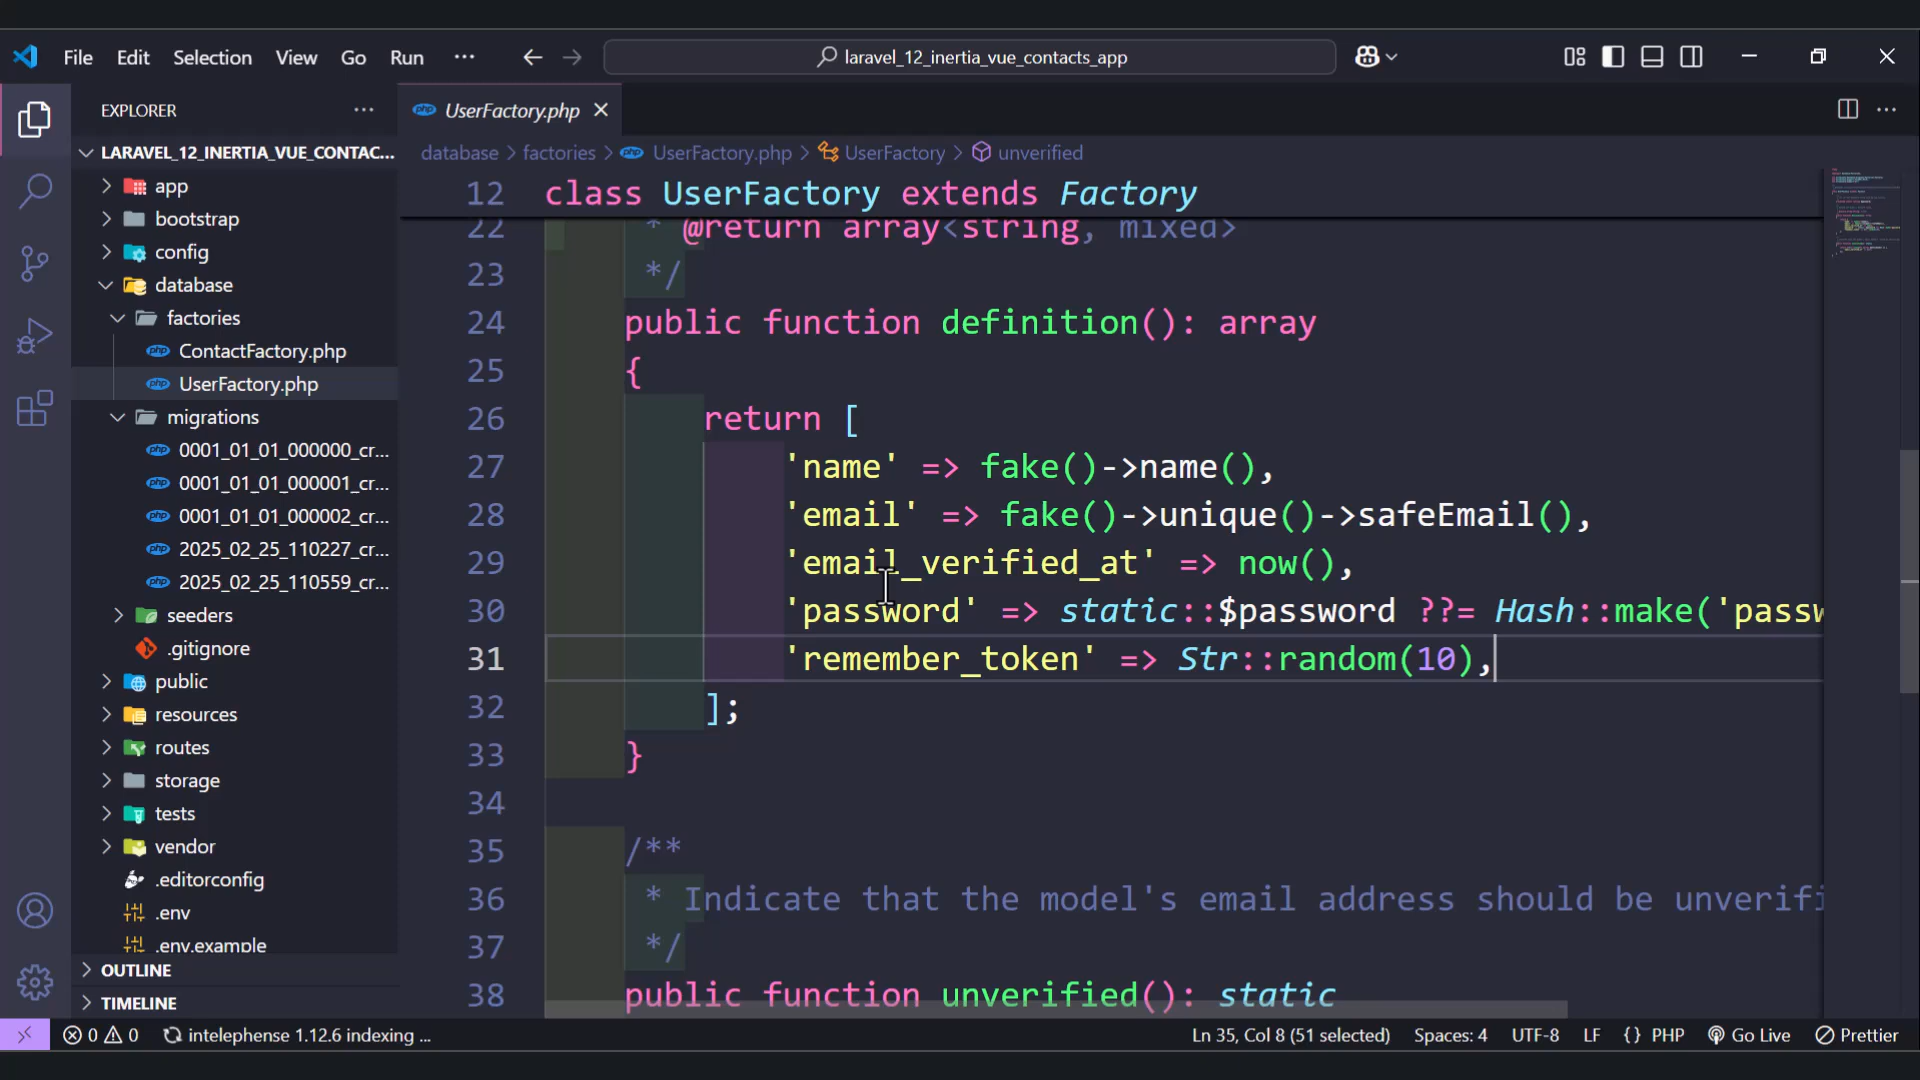 File Edit Selection View Go Run ··· laravel_12_inertia_vue_contacts_app
EXPLORER ···
LARAVEL_12_INERTIA_VUE_CONTAC...
app
bootstrap
config
database
factories
ContactFactory.php
UserFactory.php
migrations
0001_01_01_000000_cr...
0001_01_01_000001_cr...
0001_01_01_000002_cr...
2025_02_25_110227_cr...
2025_02_25_110559_cr...
seeders
.gitignore
public
resources
routes
storage
tests
vendor
.editorconfig
.env
.env.example
OUTLINE
TIMELINE
php UserFactory.php
database > factories > php UserFactory.php > UserFactory > unverified
12 class UserFactory extends Factory
22 * @return array<string, mixed>
23 */
24 public function definition(): array
25 {
26 return [
27 'name' => fake()->name(),
28 'email' => fake()->unique()->safeEmail(),
29 'email_verified_at' => now(),
30 'password' => static::$password ??= Hash::make('passw
31 'remember_token' => Str::random(10),
32 ];
33 }
34
35 /**
36 * Indicate that the model's email address should be unverifi
37 */
38 public function unverified(): static
0 0 intelephense 1.12.6 indexing ... Ln 35, Col 8 (51 selected) Spaces: 4 UTF-8 LF {} PHP Go Live Prettier